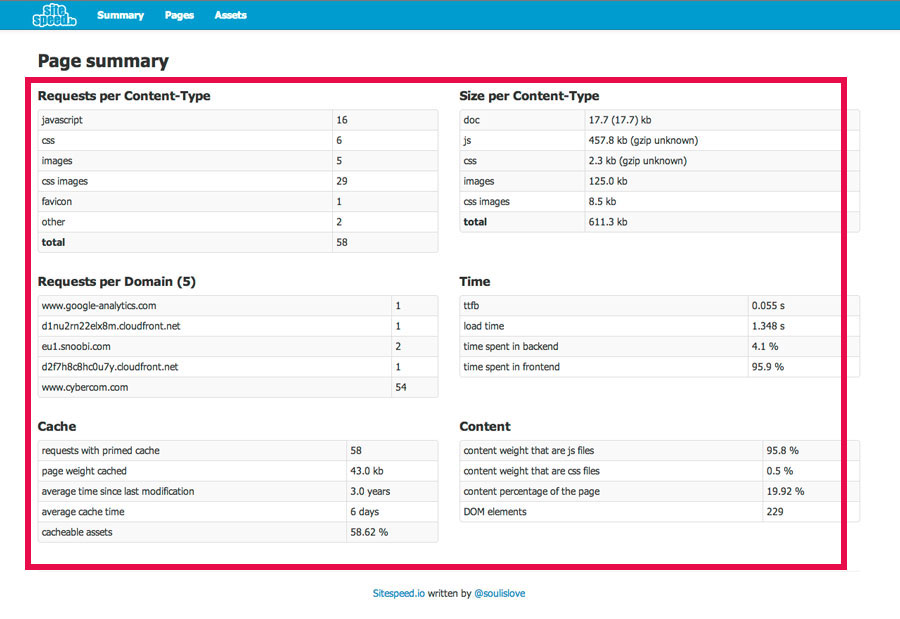 site
speed.io
Summary Pages Assets
Page summary
Requests per Content-Type
javascript 16
css 6
images 5
css images 29
favicon 1
other 2
total 58
Size per Content-Type
doc 17.7 (17.7) kb
js 457.8 kb (gzip unknown)
css 2.3 kb (gzip unknown)
images 125.0 kb
css images 8.5 kb
total 611.3 kb
Requests per Domain (5)
www.google-analytics.com 1
d1nu2rn22elx8m.cloudfront.net 1
eu1.snoobi.com 2
d2f7h8c8hc0u7y.cloudfront.net 1
www.cybercom.com 54
Time
ttfb 0.055 s
load time 1.348 s
time spent in backend 4.1 %
time spent in frontend 95.9 %
Cache
requests with primed cache 58
page weight cached 43.0 kb
average time since last modification 3.0 years
average cache time 6 days
cacheable assets 58.62 %
Content
content weight that are js files 95.8 %
content weight that are css files 0.5 %
content percentage of the page 19.92 %
DOM elements 229
Sitespeed.io written by @soulislove